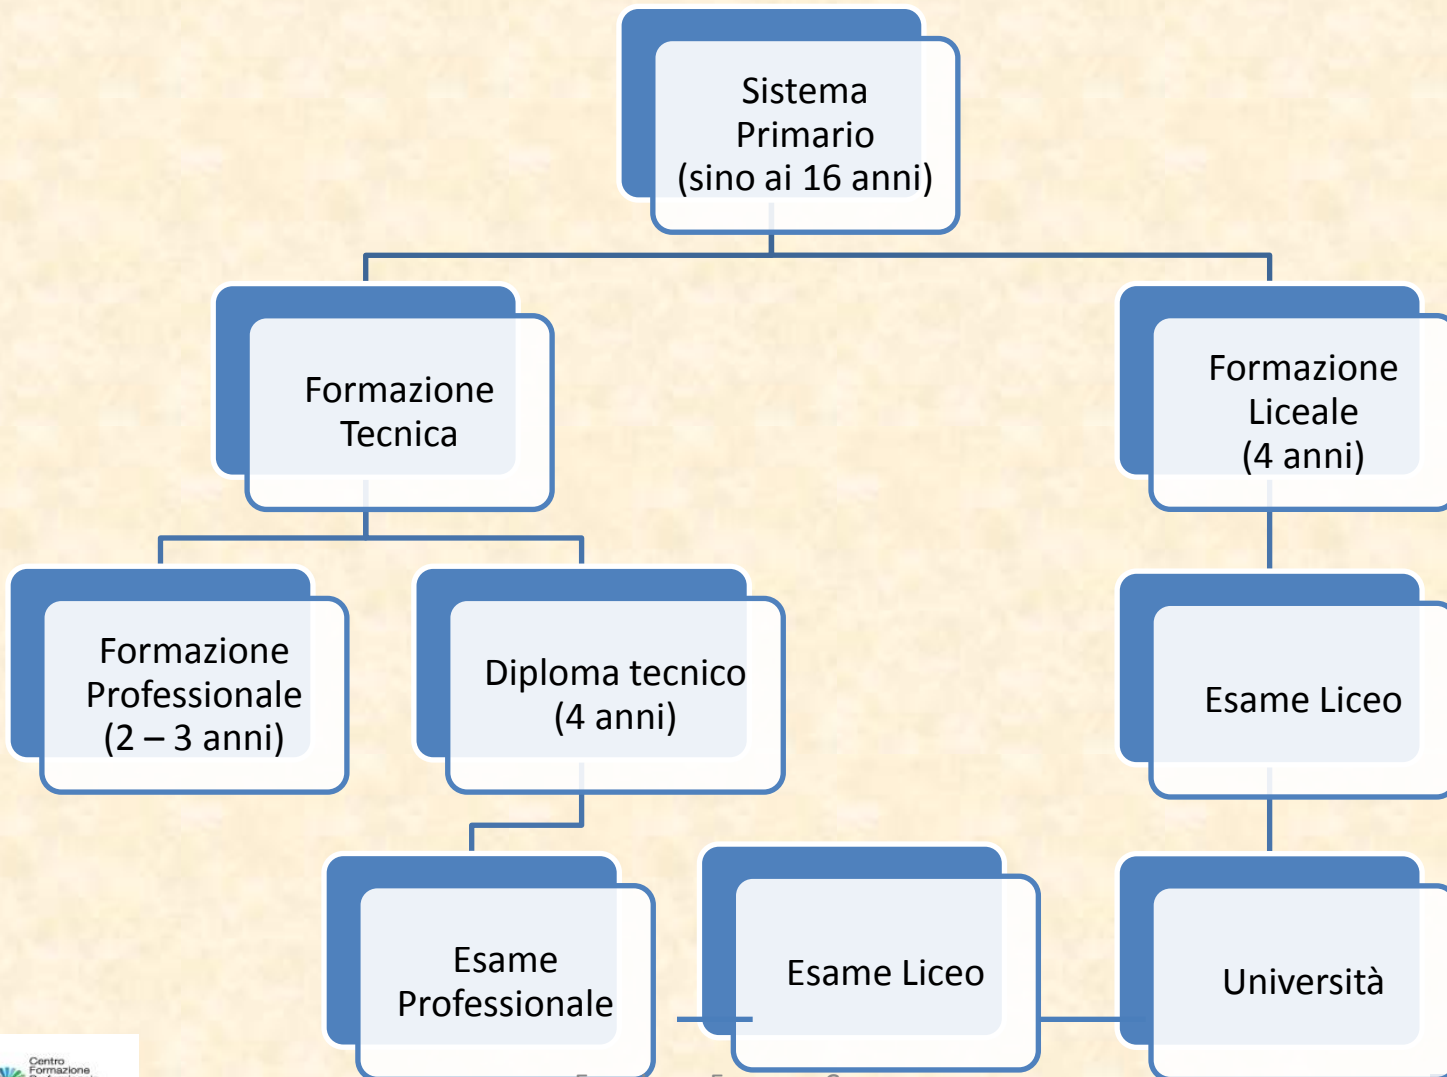 Sistema
Primario
(sino ai 16 anni)
Formazione
Tecnica
Formazione
Liceale
(4 anni)
Formazione
Professionale
(2 – 3 anni)
Diploma tecnico
(4 anni)
Esame Liceo
Esame
Professionale
Esame Liceo
Università
Centro
Formazione